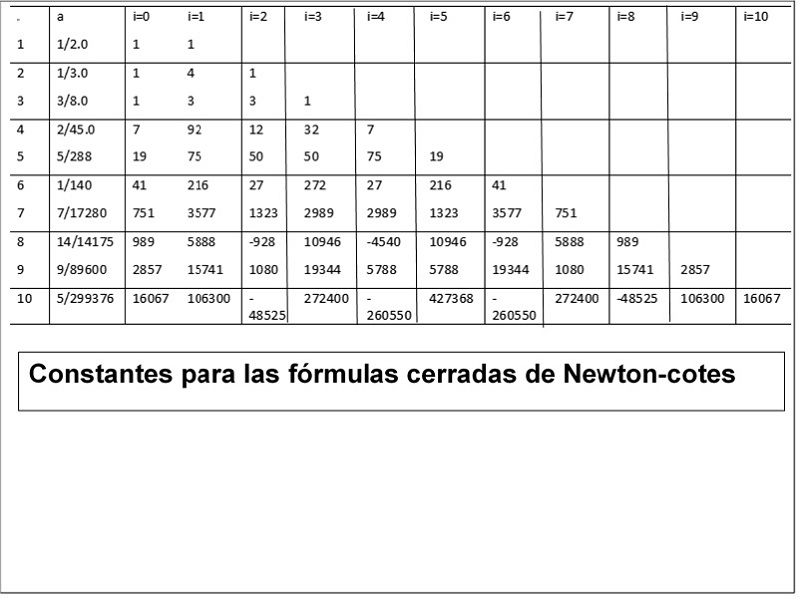 . a i=0 i=1 i=2 i=3 i=4 i=5 i=6 i=7 i=8 i=9 i=10
1 1/2.0 1 1
2 1/3.0 1 4 1
3 3/8.0 1 3 3 1
4 2/45.0 7 92 12 32 7
5 5/288 19 75 50 50 75 19
6 1/140 41 216 27 272 27 216 41
7 7/17280 751 3577 1323 2989 2989 1323 3577 751
8 14/14175 989 5888 -928 10946 -4540 10946 -928 5888 989
9 9/89600 2857 15741 1080 19344 5788 5788 19344 1080 15741 2857
10 5/299376 16067 106300 - 272400 - 427368 - 272400 -48525 106300 16067
48525 260550 260550
Constantes para las fórmulas cerradas de Newton-cotes